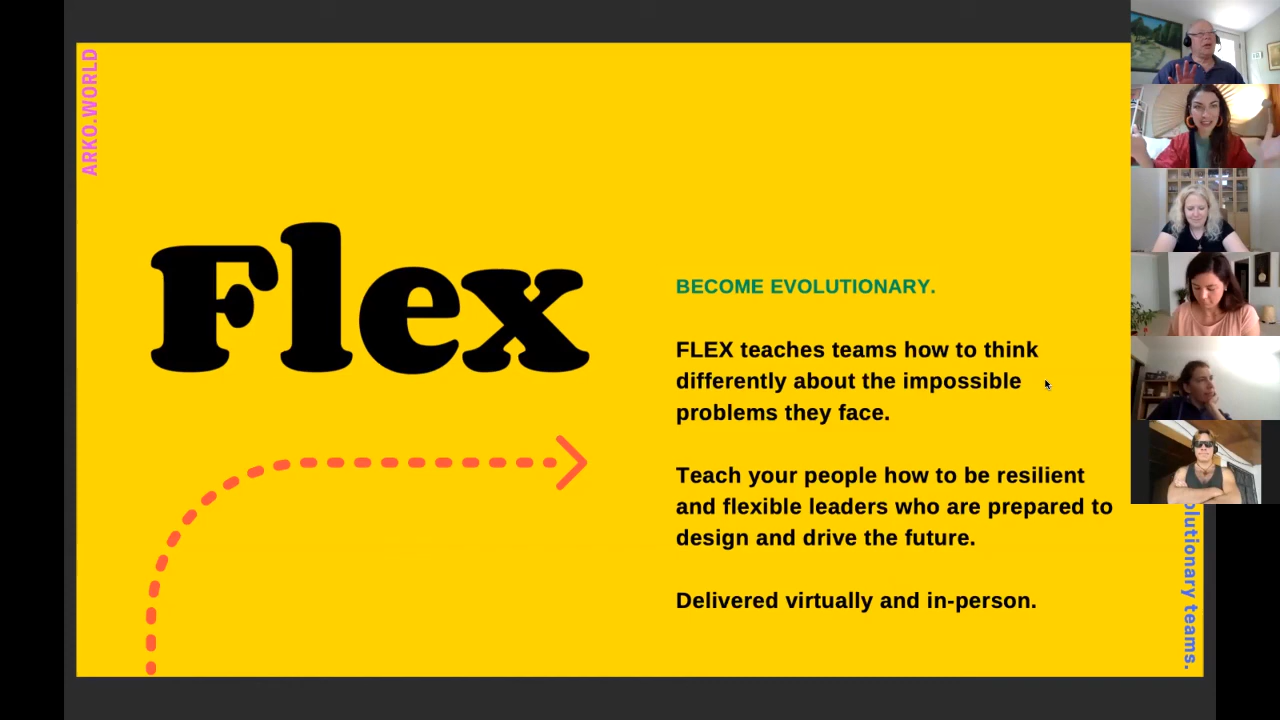 ARKO.WORLD
Flex
BECOME EVOLUTIONARY.
FLEX teaches teams how to think
differently about the impossible
problems they face.
Teach your people how to be resilient
and flexible leaders who are prepared to
design and drive the future.
Delivered virtually and in-person.
olutionary teams.